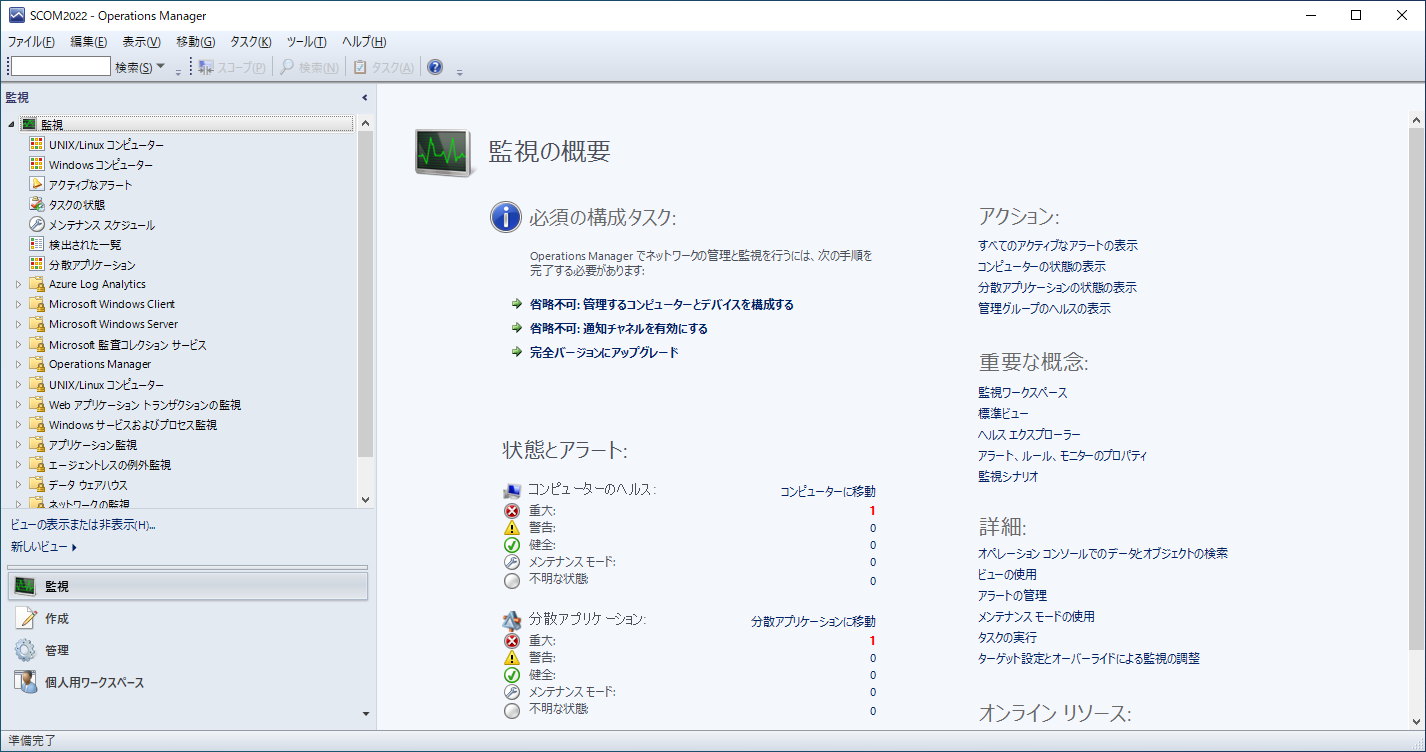 SCOM2022 - Operations Manager
ファイル(F) 編集(E) 表示(V) 移動(G) タスク(K) ツール(T) ヘルプ(H)
検索(S) スコープ(P) 検索(N) タスク(A)
監視
監視
UNIX/Linux コンピューター
Windows コンピューター
アクティブなアラート
タスクの状態
メンテナンス スケジュール
検出された一覧
分散アプリケーション
Azure Log Analytics
Microsoft Windows Client
Microsoft Windows Server
Microsoft 監査コレクション サービス
Operations Manager
UNIX/Linux コンピューター
Web アプリケーション トランザクションの監視
Windows サービスおよびプロセス監視
アプリケーション監視
エージェントレスの例外監視
データ ウェアハウス
ネットワークの監視
ビューの表示または非表示(H)...
新しいビュー
監視
作成
管理
個人用ワークスペース
監視の概要
必須の構成タスク:
Operations Manager でネットワークの管理と監視を行うには、次の手順を
完了する必要があります:
省略不可: 管理するコンピューターとデバイスを構成する
省略不可: 通知チャネルを有効にする
完全バージョンにアップグレード
状態とアラート:
コンピューターのヘルス: コンピューターに移動
重大: 1
警告: 0
健全: 0
メンテナンス モード: 0
不明な状態: 0
分散アプリケーション: 分散アプリケーションに移動
重大: 1
警告: 0
健全: 0
メンテナンス モード: 0
不明な状態: 0
アクション:
すべてのアクティブなアラートの表示
コンピューターの状態の表示
分散アプリケーションの状態の表示
管理グループのヘルスの表示
重要な概念:
監視ワークスペース
標準ビュー
ヘルス エクスプローラー
アラート、ルール、モニターのプロパティ
監視シナリオ
詳細:
オペレーション コンソールでのデータとオブジェクトの検索
ビューの使用
アラートの管理
メンテナンス モードの使用
タスクの実行
ターゲット設定とオーバーライドによる監視の調整
オンライン リソース:
準備完了